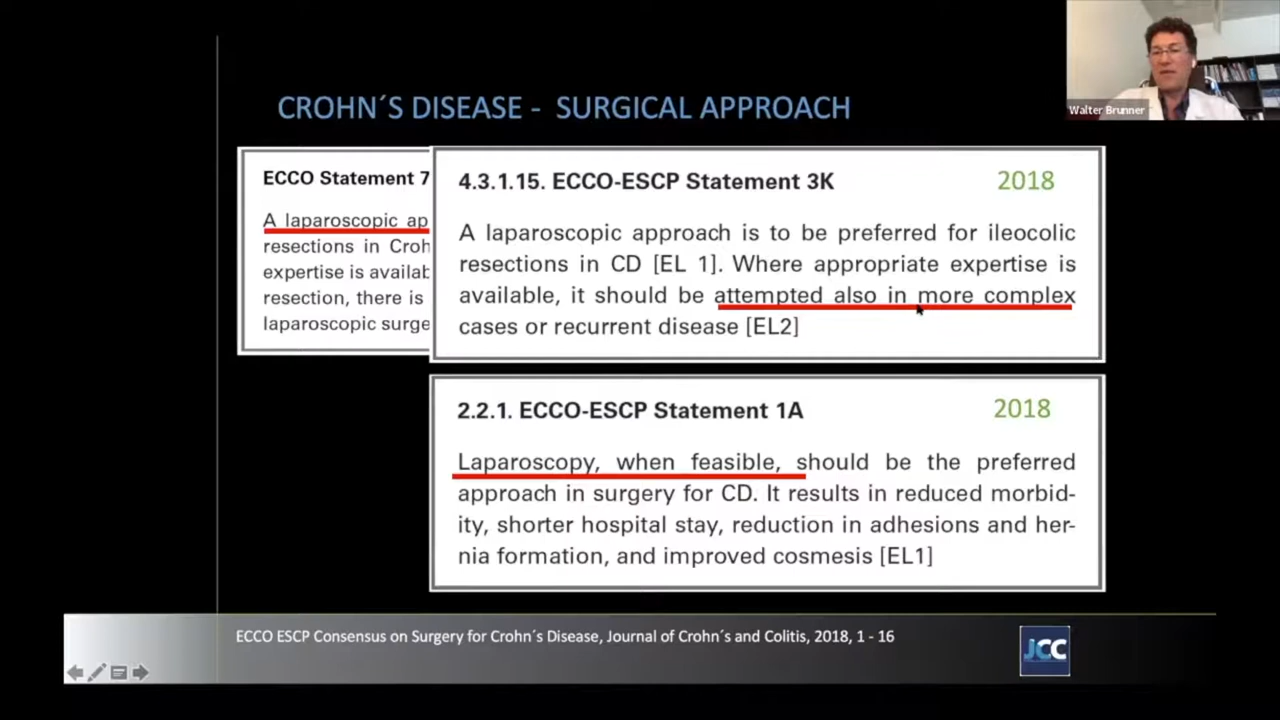 Walter Brunner
CROHN´S DISEASE - SURGICAL APPROACH
ECCO Statement 7
A laparoscopic ap
resections in Croh
expertise is availab
resection, there is
laparoscopic surge
4.3.1.15. ECCO-ESCP Statement 3K
2018
A laparoscopic approach is to be preferred for ileocolic
resections in CD [EL 1]. Where appropriate expertise is
available, it should be attempted also in more complex
cases or recurrent disease [EL2]
2.2.1. ECCO-ESCP Statement 1A
2018
Laparoscopy, when feasible, should be the preferred
approach in surgery for CD. It results in reduced morbid-
ity, shorter hospital stay, reduction in adhesions and her-
nia formation, and improved cosmesis [EL1]
ECCO ESCP Consensus on Surgery for Crohn´s Disease, Journal of Crohn´s and Colitis, 2018, 1 - 16
JCC